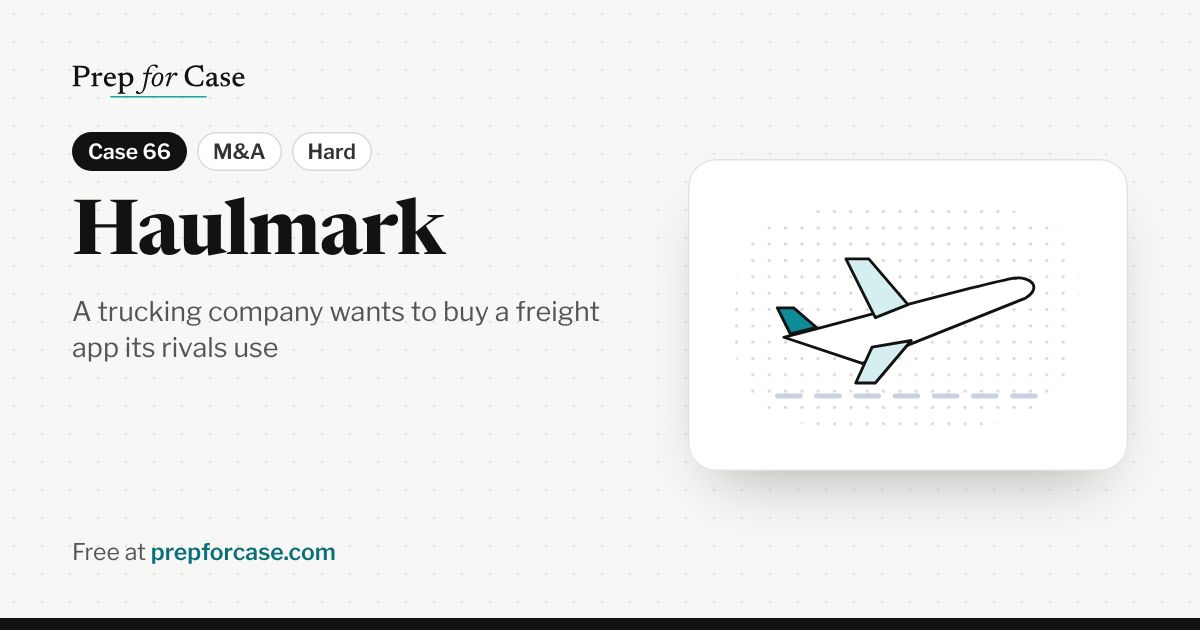 Prep for Case
Case 66 M&A Hard
Haulmark
A trucking company wants to buy a freight
app its rivals use
Free at prepforcase.com